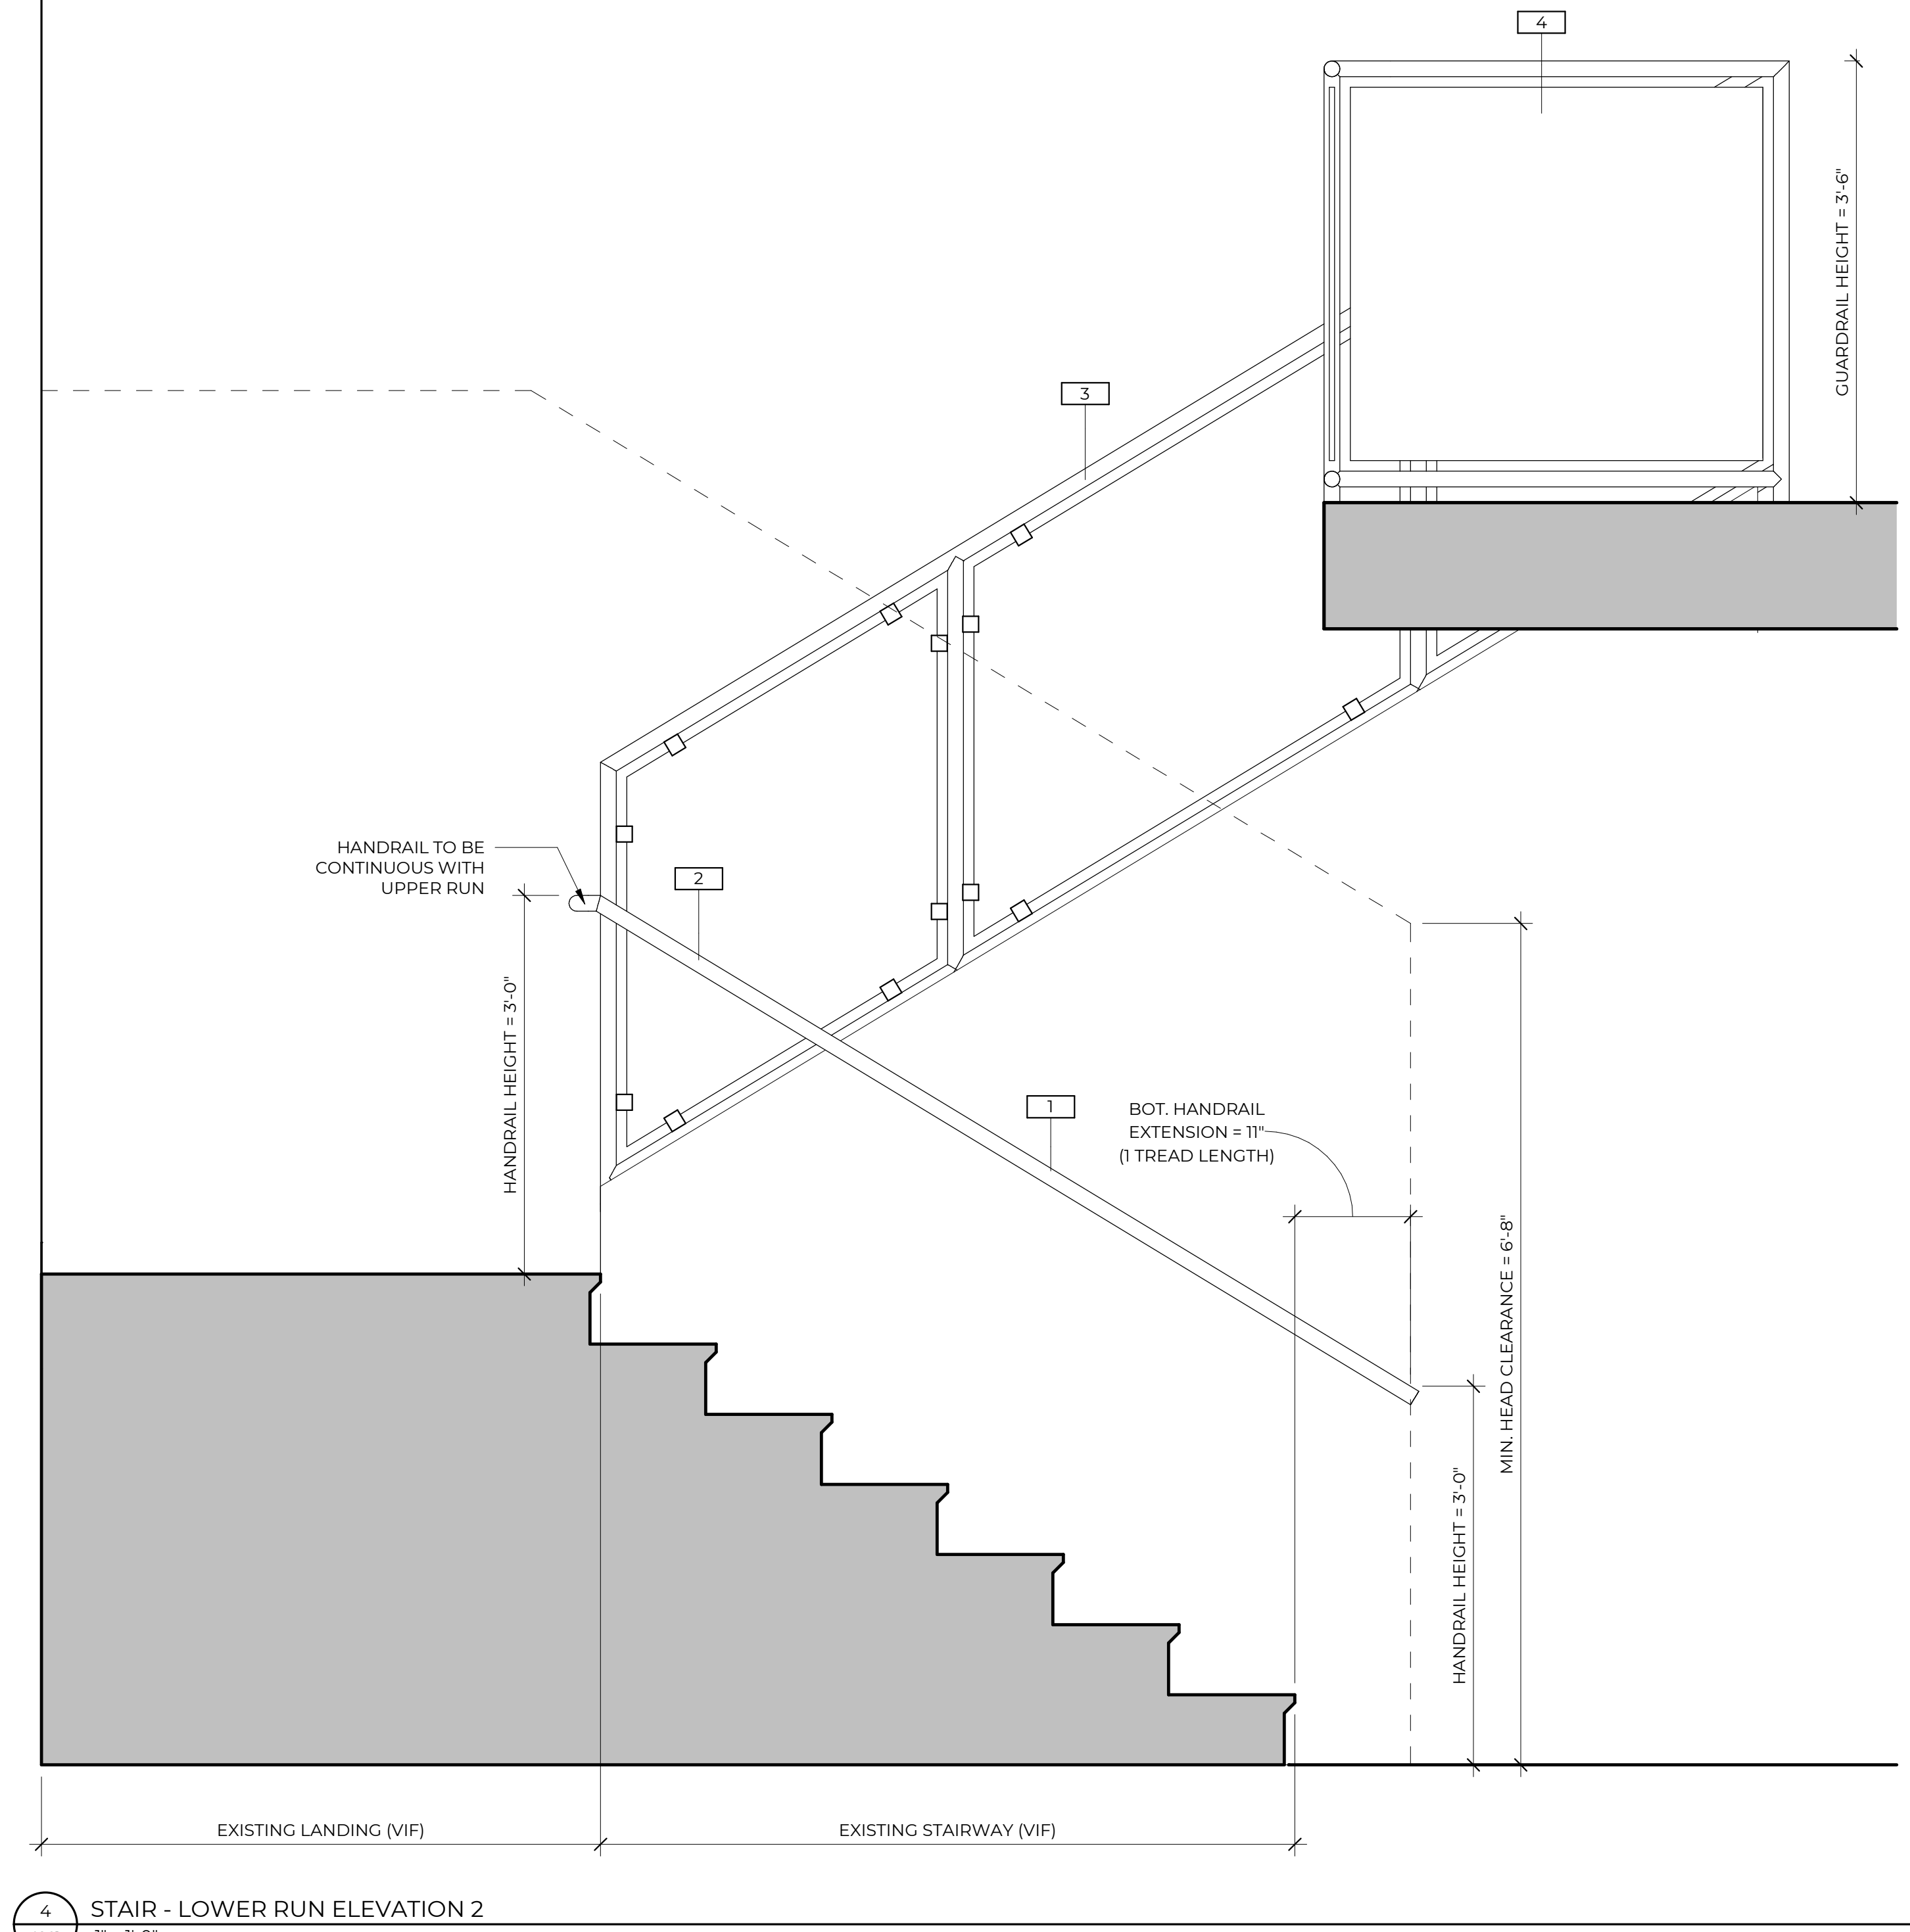 4
GUARDRAIL HEIGHT = 3'-6"
3
HANDRAIL TO BE
CONTINUOUS WITH
UPPER RUN
2
HANDRAIL HEIGHT = 3'-0"
1
BOT. HANDRAIL
EXTENSION = 11"
(1 TREAD LENGTH)
MIN. HEAD CLEARANCE = 6'-8"
HANDRAIL HEIGHT = 3'-0"
EXISTING LANDING (VIF)
EXISTING STAIRWAY (VIF)
4
STAIR - LOWER RUN ELEVATION 2